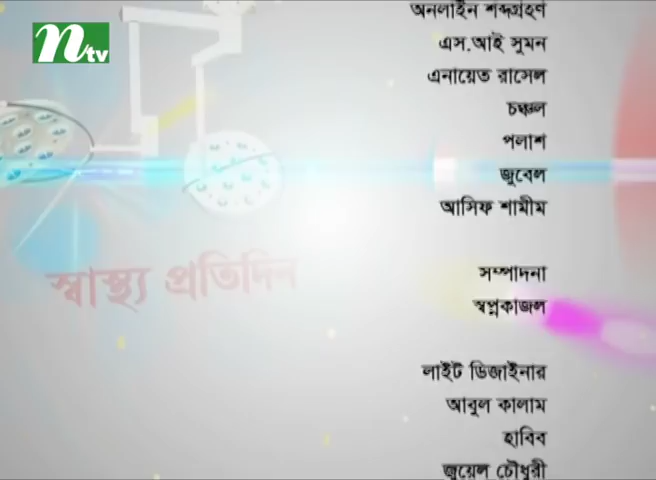 ntv
অনলাইন শব্দগ্রহণ
এস.আই সুমন
এনায়েত রাসেল
চঞ্চল
পলাশ
জুবেল
আসিফ শামীম
স্বাস্থ্য প্রতিদিন
সম্পাদনা
স্বপ্নকাজল
লাইট ডিজাইনার
আবুল কালাম
হাবিব
জুয়েল চৌধুরী